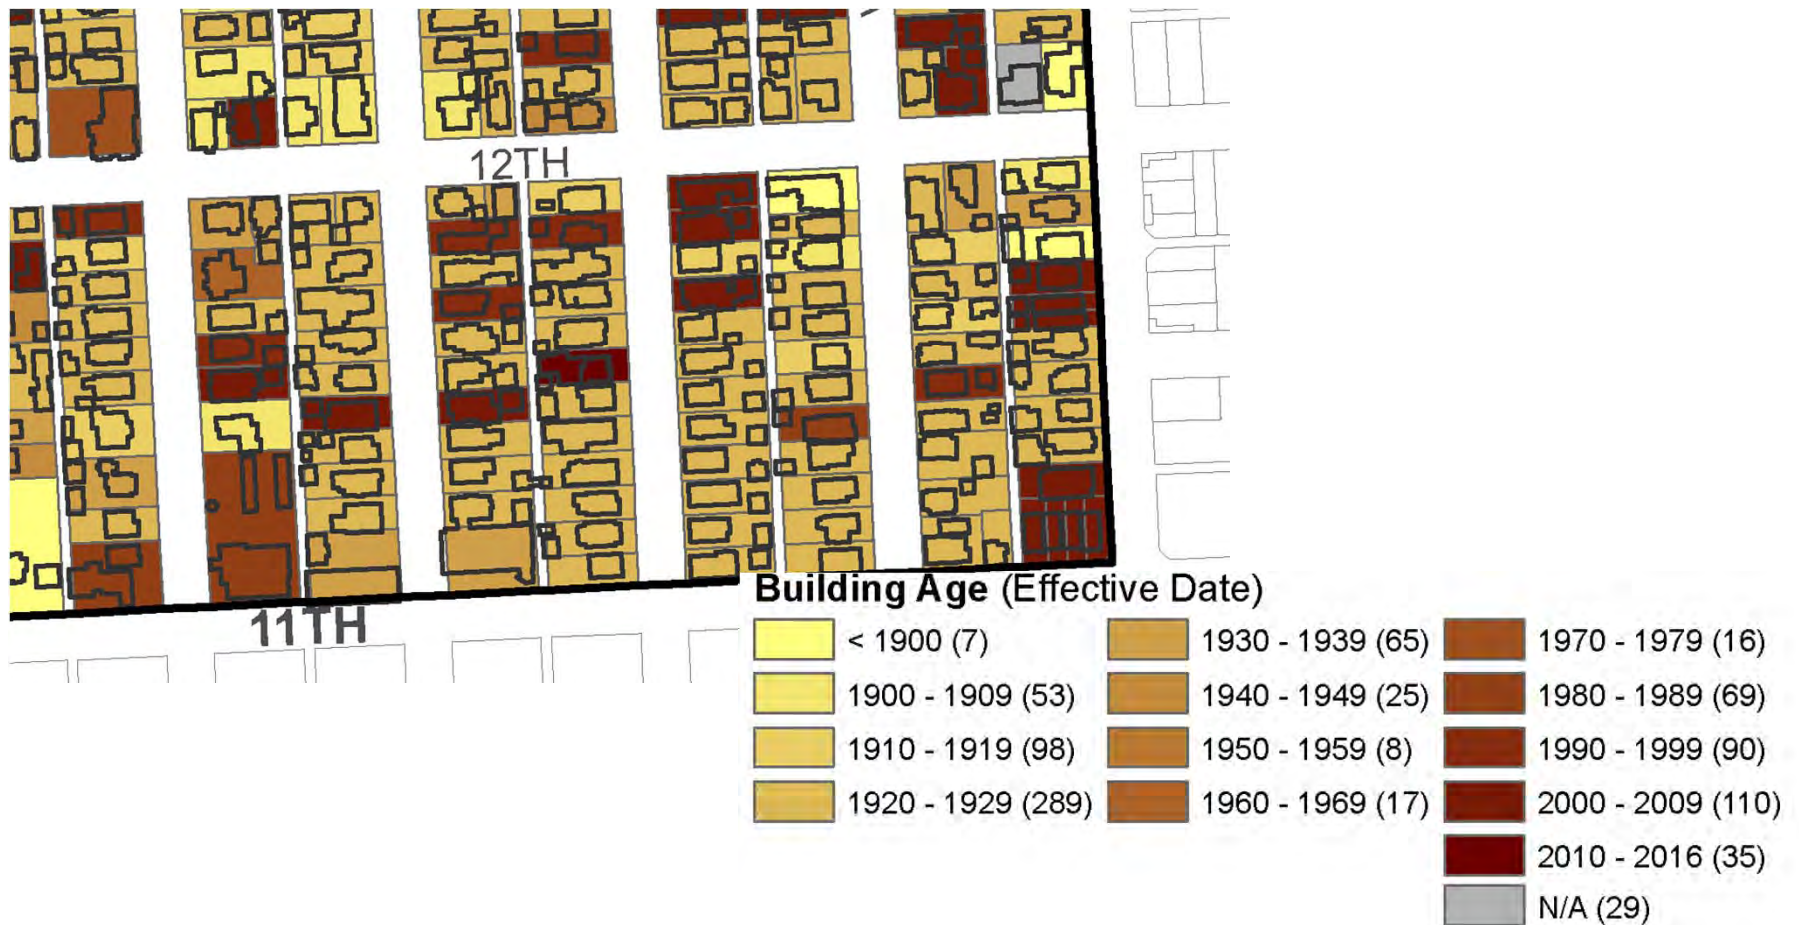 12TH
11TH
Building Age (Effective Date)
< 1900 (7)
1900 - 1909 (53)
1910 - 1919 (98)
1920 - 1929 (289)
1930 - 1939 (65)
1940 - 1949 (25)
1950 - 1959 (8)
1960 - 1969 (17)
1970 - 1979 (16)
1980 - 1989 (69)
1990 - 1999 (90)
2000 - 2009 (110)
2010 - 2016 (35)
N/A (29)